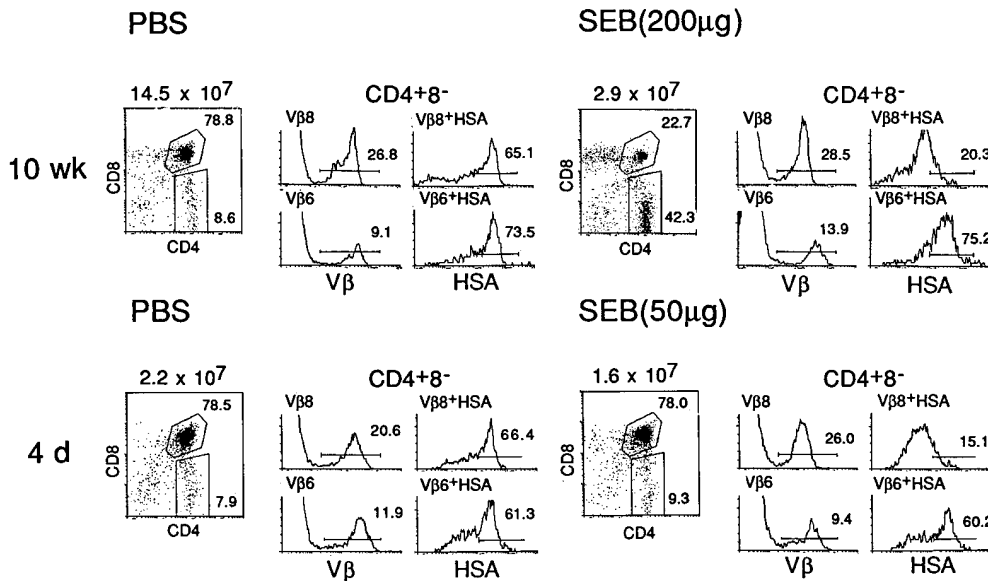 PBS
SEB(200µg)
14.5 x 10⁷
CD4+8-
2.9 x 10⁷
CD4+8-
10 wk
CD8
78.8
8.6
CD4
Vβ8
26.8
Vβ8+HSA
65.1
Vβ6
9.1
Vβ6+HSA
73.5
Vβ
HSA
CD8
22.7
42.3
CD4
Vβ8
28.5
Vβ8+HSA
20.3
Vβ6
13.9
Vβ6+HSA
75.2
Vβ
HSA
PBS
SEB(50µg)
2.2 x 10⁷
CD4+8-
1.6 x 10⁷
CD4+8-
4 d
CD8
78.5
7.9
CD4
Vβ8
20.6
Vβ8+HSA
66.4
Vβ6
11.9
Vβ6+HSA
61.3
Vβ
HSA
CD8
78.0
9.3
CD4
Vβ8
26.0
Vβ8+HSA
15.1
Vβ6
9.4
Vβ6+HSA
60.2
Vβ
HSA